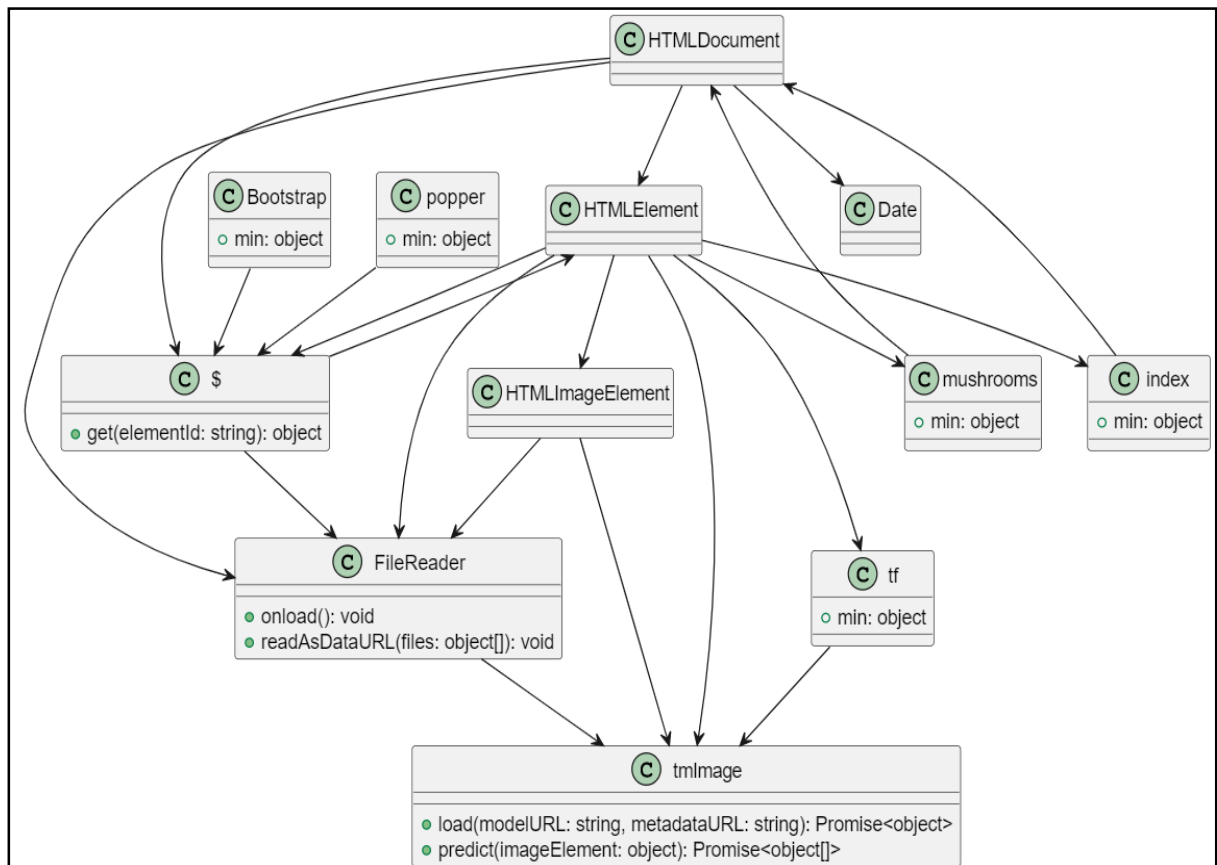 C HTMLDocument
C Bootstrap
min: object
C popper
min: object
C HTMLElement
C Date
C $
get(elementId: string): object
C HTMLImageElement
C mushrooms
min: object
C index
min: object
C FileReader
onload(): void
readAsDataURL(files: object[]): void
C tf
min: object
C tmImage
load(modelURL: string, metadataURL: string): Promise<object>
predict(imageElement: object): Promise<object[]>